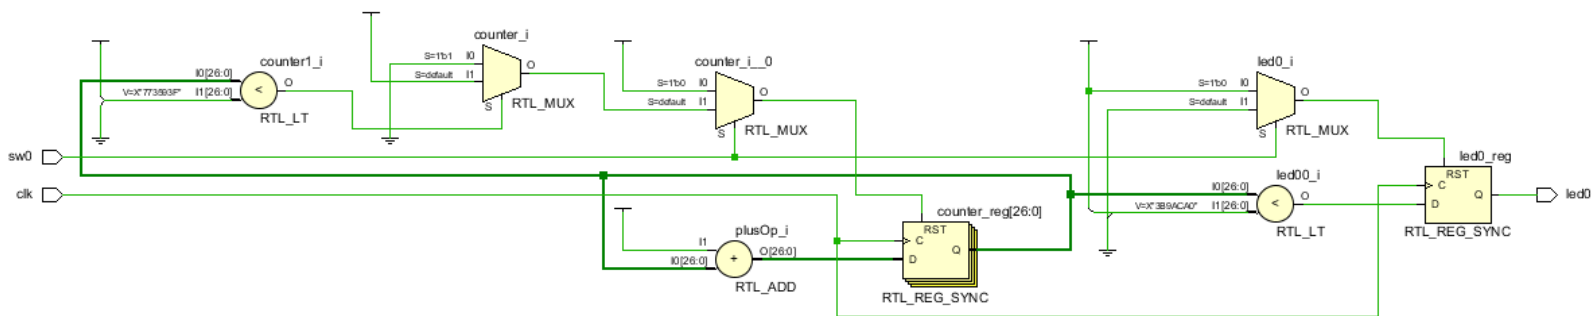 counter_i
S=1'b1 I0
S=default I1
O
S
RTL_MUX
counter1_i
I0[26:0]
V=X"773593F" I1[26:0]
<
O
RTL_LT
counter_i__0
S=1'b0 I0
S=default I1
O
S
RTL_MUX
led0_i
S=1'b0 I0
S=default I1
O
S
RTL_MUX
sw0
clk
plusOp_i
I1
I0[26:0]
+
O[26:0]
RTL_ADD
counter_reg[26:0]
RST
C
D
Q
RTL_REG_SYNC
led00_i
I0[26:0]
V=X"3B9ACA0" I1[26:0]
<
O
RTL_LT
led0_reg
RST
C
D
Q
RTL_REG_SYNC
led0